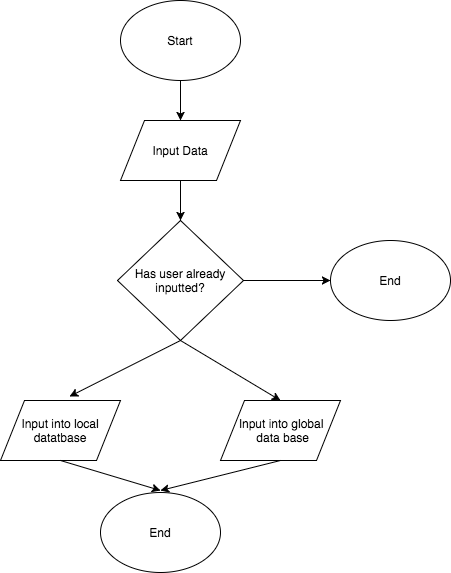 Start
Input Data
Has user already
inputted?
End
Input into local
datatbase
Input into global
data base
End